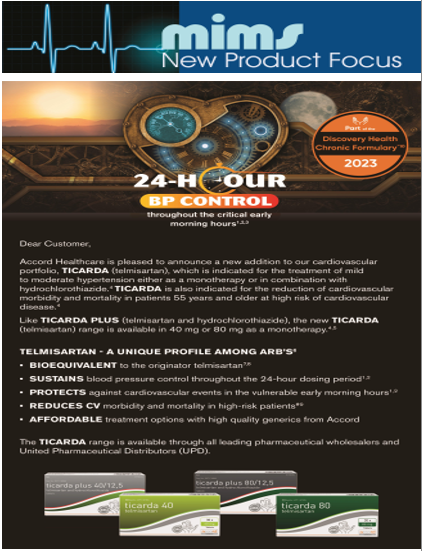 mims
New Product Focus
Part of the
Discovery Health
Chronic Formulary
2023
24-HOUR
BP CONTROL
throughout the critical early
morning hours¹,²,³
Dear Customer,
Accord Healthcare is pleased to announce a new addition to our cardiovascular
portfolio, TICARDA (telmisartan), which is indicated for the treatment of mild
to moderate hypertension either as a monotherapy or in combination with
hydrochlorothiazide.⁴ TICARDA is also indicated for the reduction of cardiovascular
morbidity and mortality in patients 55 years and older at high risk of cardiovascular
disease.⁴
Like TICARDA PLUS (telmisartan and hydrochlorothiazide), the new TICARDA
(telmisartan) range is available in 40 mg or 80 mg as a monotherapy.⁴,⁵
TELMISARTAN - A UNIQUE PROFILE AMONG ARB'S
• BIOEQUIVALENT to the originator telmisartan
• SUSTAINS blood pressure control throughout the 24-hour dosing period
• PROTECTS against cardiovascular events in the vulnerable early morning hours
• REDUCES CV morbidity and mortality in high-risk patients
• AFFORDABLE treatment options with high quality generics from Accord
The TICARDA range is available through all leading pharmaceutical wholesalers and
United Pharmaceutical Distributors (UPD).
ticarda plus 40/12,5
ticarda plus 80/12,5
ticarda 40
telmisartan
ticarda 80
telmisartan